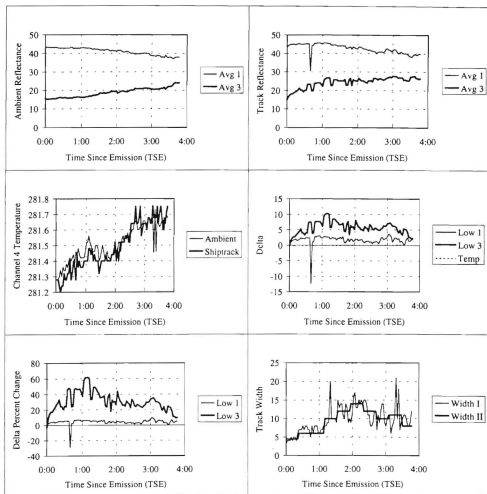 Ambient Reflectance
50
40
30
20
10
0
0:00 1:00 2:00 3:00 4:00
Time Since Emission (TSE)
Avg 1
Avg 3
Track Reflectance
50
40
30
20
10
0
0:00 1:00 2:00 3:00 4:00
Time Since Emission (TSE)
Avg 1
Avg 3
Channel 4 Temperature
281.8
281.7
281.6
281.5
281.4
281.3
281.2
0:00 1:00 2:00 3:00 4:00
Time Since Emission (TSE)
Ambient
Shiptrack
Delta
15
10
5
0
-5
-10
-15
0:00 1:00 2:00 3:00 4:00
Time Since Emission (TSE)
Low 1
Low 3
Temp
Delta Percent Change
80
60
40
20
0
-20
-40
0:00 1:00 2:00 3:00 4:00
Time Since Emission (TSE)
Low 1
Low 3
Track Width
25
20
15
10
5
0
0:00 1:00 2:00 3:00 4:00
Time Since Emission (TSE)
Width I
Width II